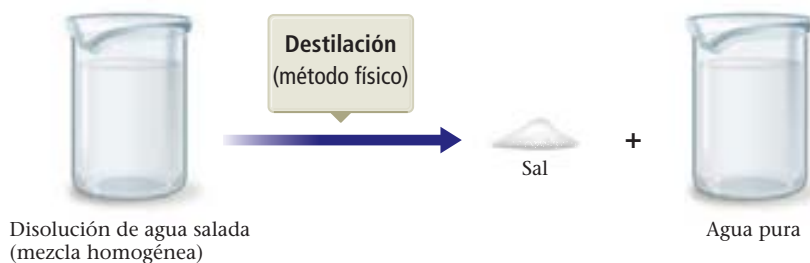 Destilación
(método físico)
+
Sal
Disolución de agua salada
(mezcla homogénea)
Agua pura